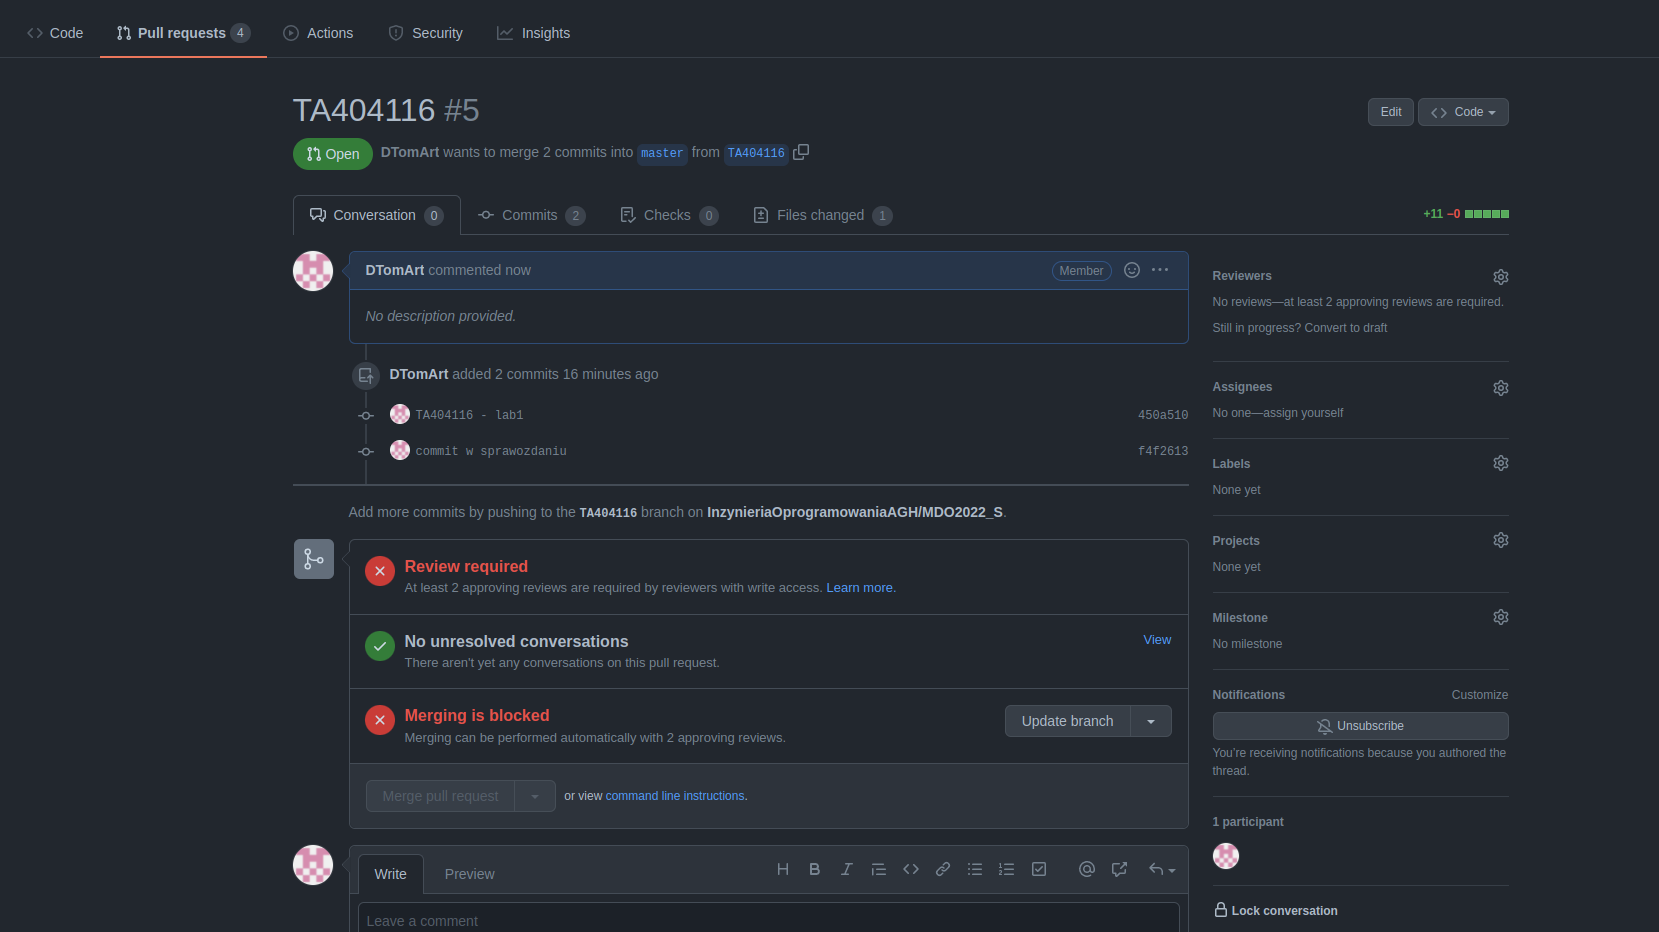 Code Pull requests 4 Actions Security Insights
TA404116 #5
Edit Code
Open DTomArt wants to merge 2 commits into master from TA404116
Conversation 0 Commits 2 Checks 0 Files changed 1 +11 −0
DTomArt commented now Member
No description provided.
DTomArt added 2 commits 16 minutes ago
TA404116 - lab1 450a510
commit w sprawozdaniu f4f2613
Add more commits by pushing to the TA404116 branch on InzynieriaOprogramowaniaAGH/MDO2022_S.
Review required
At least 2 approving reviews are required by reviewers with write access. Learn more.
No unresolved conversations
There aren't yet any conversations on this pull request.
View
Merging is blocked
Merging can be performed automatically with 2 approving reviews.
Update branch
Merge pull request or view command line instructions.
Write Preview
Leave a comment
Reviewers
No reviews—at least 2 approving reviews are required.
Still in progress? Convert to draft
Assignees
No one—assign yourself
Labels
None yet
Projects
None yet
Milestone
No milestone
Notifications Customize
Unsubscribe
You're receiving notifications because you authored the
thread.
1 participant
Lock conversation